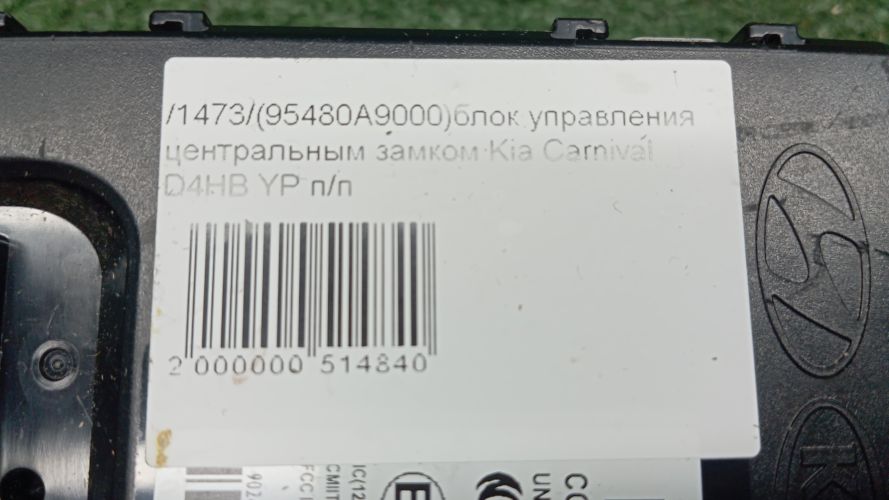 /1473/(95480A9000)блок управления
центральным замком Kia Carnival
D4HB YP п/п
2 000000 514840